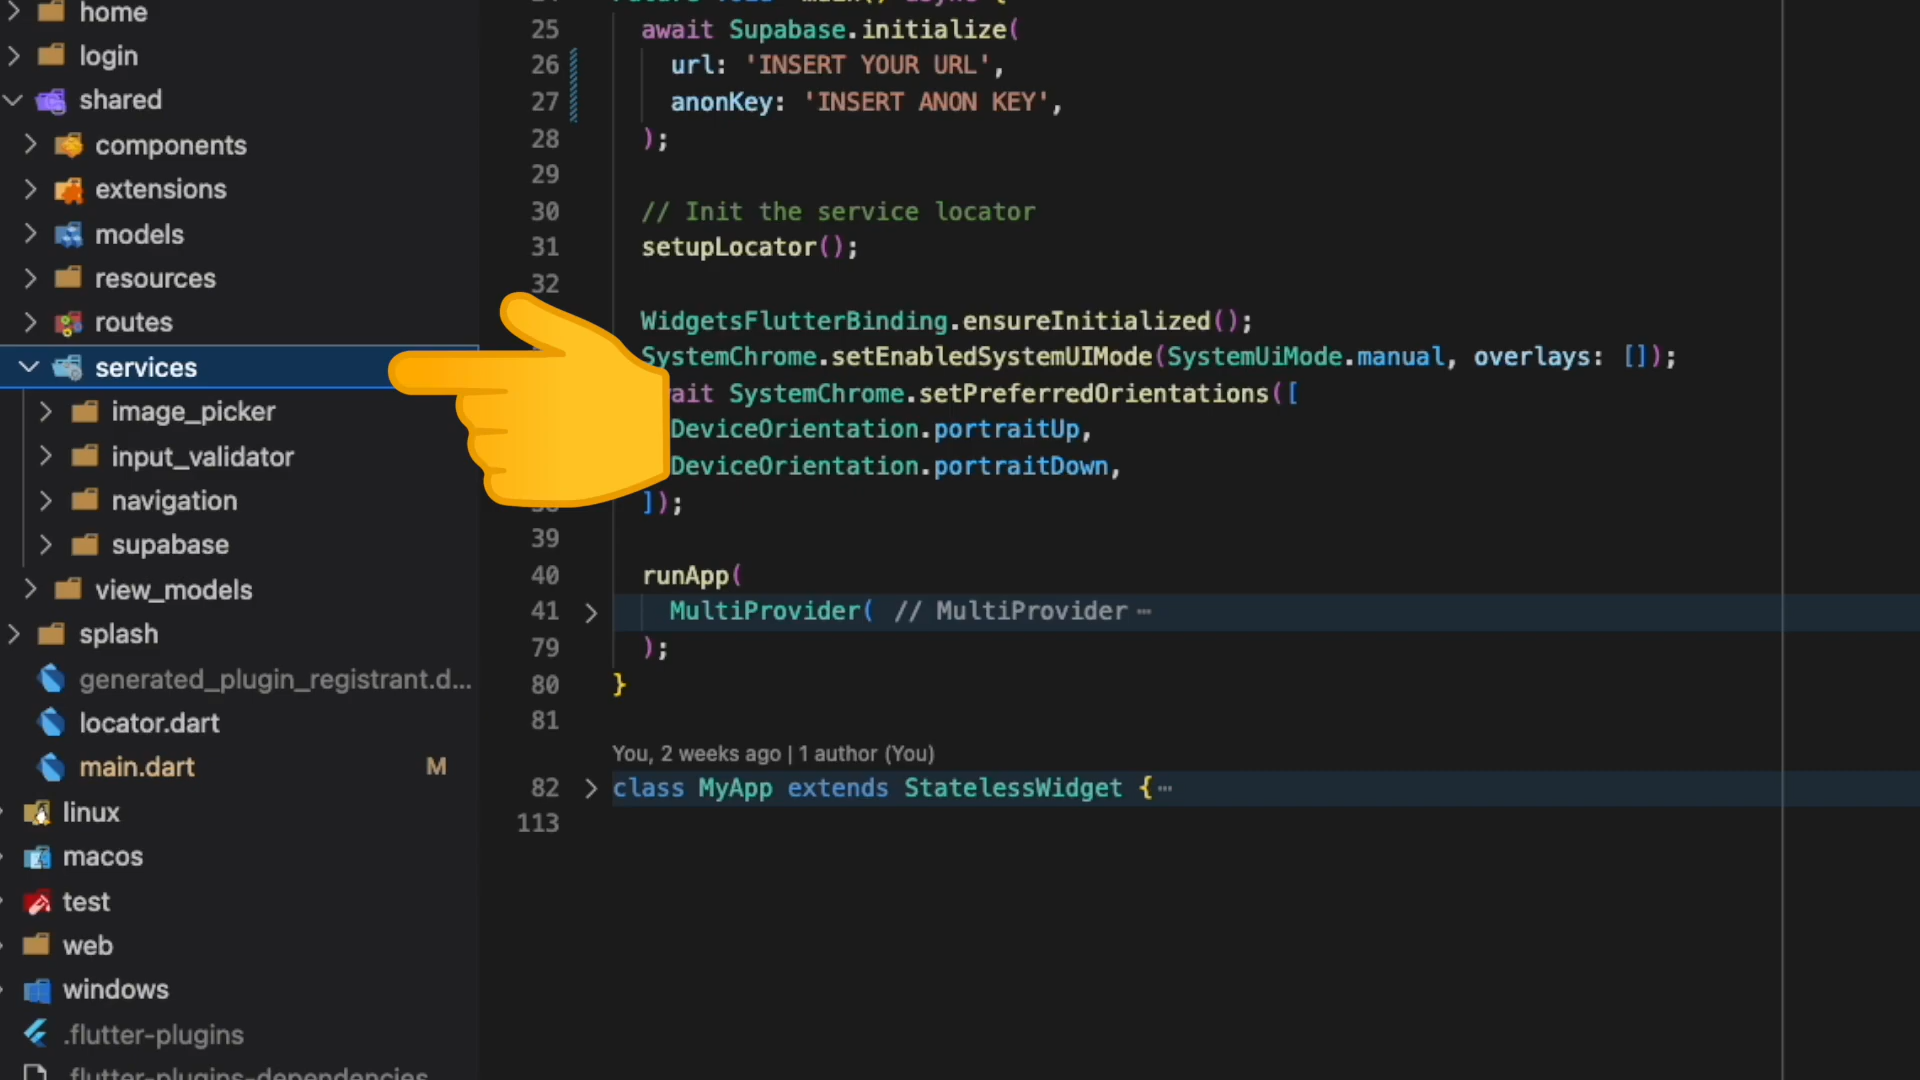 home
login
shared
components
extensions
models
resources
routes
services
image_picker
input_validator
navigation
supabase
view_models
splash
generated_plugin_registrant.d...
locator.dart
main.dart M
linux
macos
test
web
windows
.flutter-plugins
.flutter-plugins-dependencies
25 await Supabase.initialize(
26 url: 'INSERT YOUR URL',
27 anonKey: 'INSERT ANON KEY',
28 );
29
30 // Init the service locator
31 setupLocator();
32
WidgetsFlutterBinding.ensureInitialized();
SystemChrome.setEnabledSystemUIMode(SystemUiMode.manual, overlays: []);
SystemChrome.setPreferredOrientations([
DeviceOrientation.portraitUp,
DeviceOrientation.portraitDown,
38 ]);
39
40 runApp(
41 MultiProvider( // MultiProvider ⋯
79 );
80 }
81
You, 2 weeks ago | 1 author (You)
82 class MyApp extends StatelessWidget {⋯
113